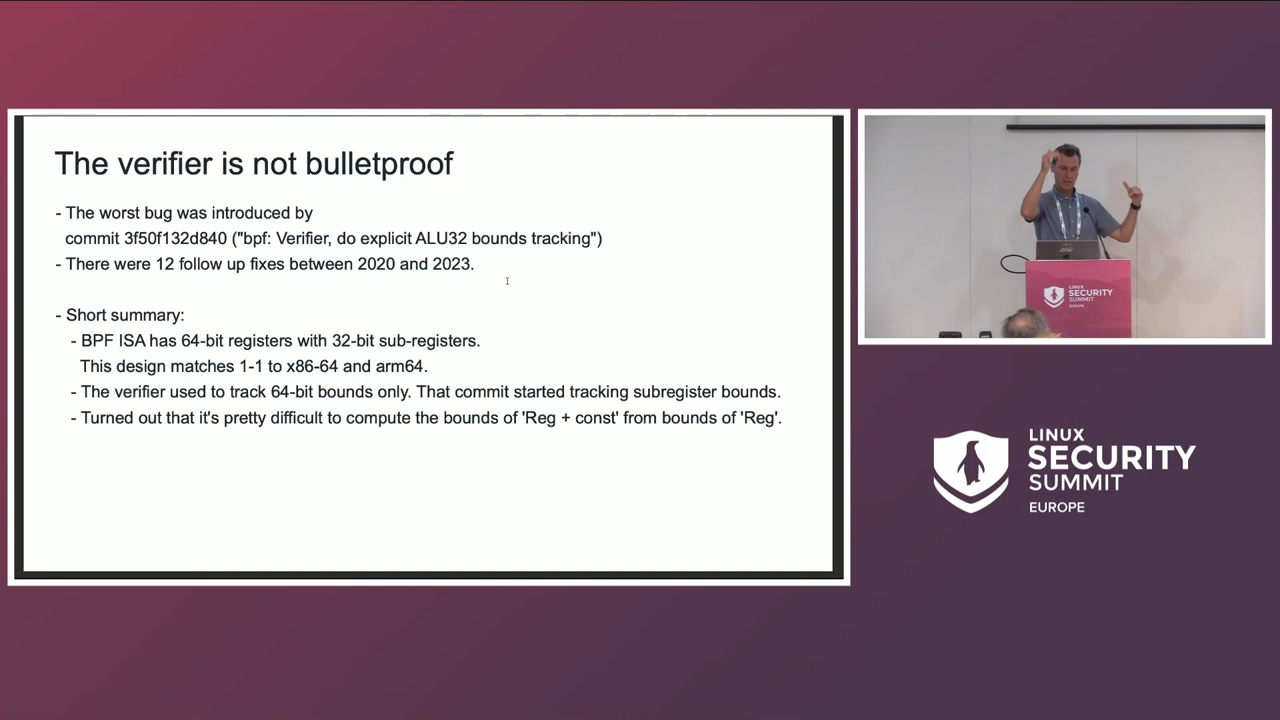 The verifier is not bulletproof
- The worst bug was introduced by
commit 3f50f132d840 ("bpf: Verifier, do explicit ALU32 bounds tracking")
- There were 12 follow up fixes between 2020 and 2023.
- Short summary:
- BPF ISA has 64-bit registers with 32-bit sub-registers.
This design matches 1-1 to x86-64 and arm64.
- The verifier used to track 64-bit bounds only. That commit started tracking subregister bounds.
- Turned out that it's pretty difficult to compute the bounds of 'Reg + const' from bounds of 'Reg'.
LINUX
SECURITY
SUMMIT
EUROPE
LINUX
SECURITY
SUMMIT
EUROPE